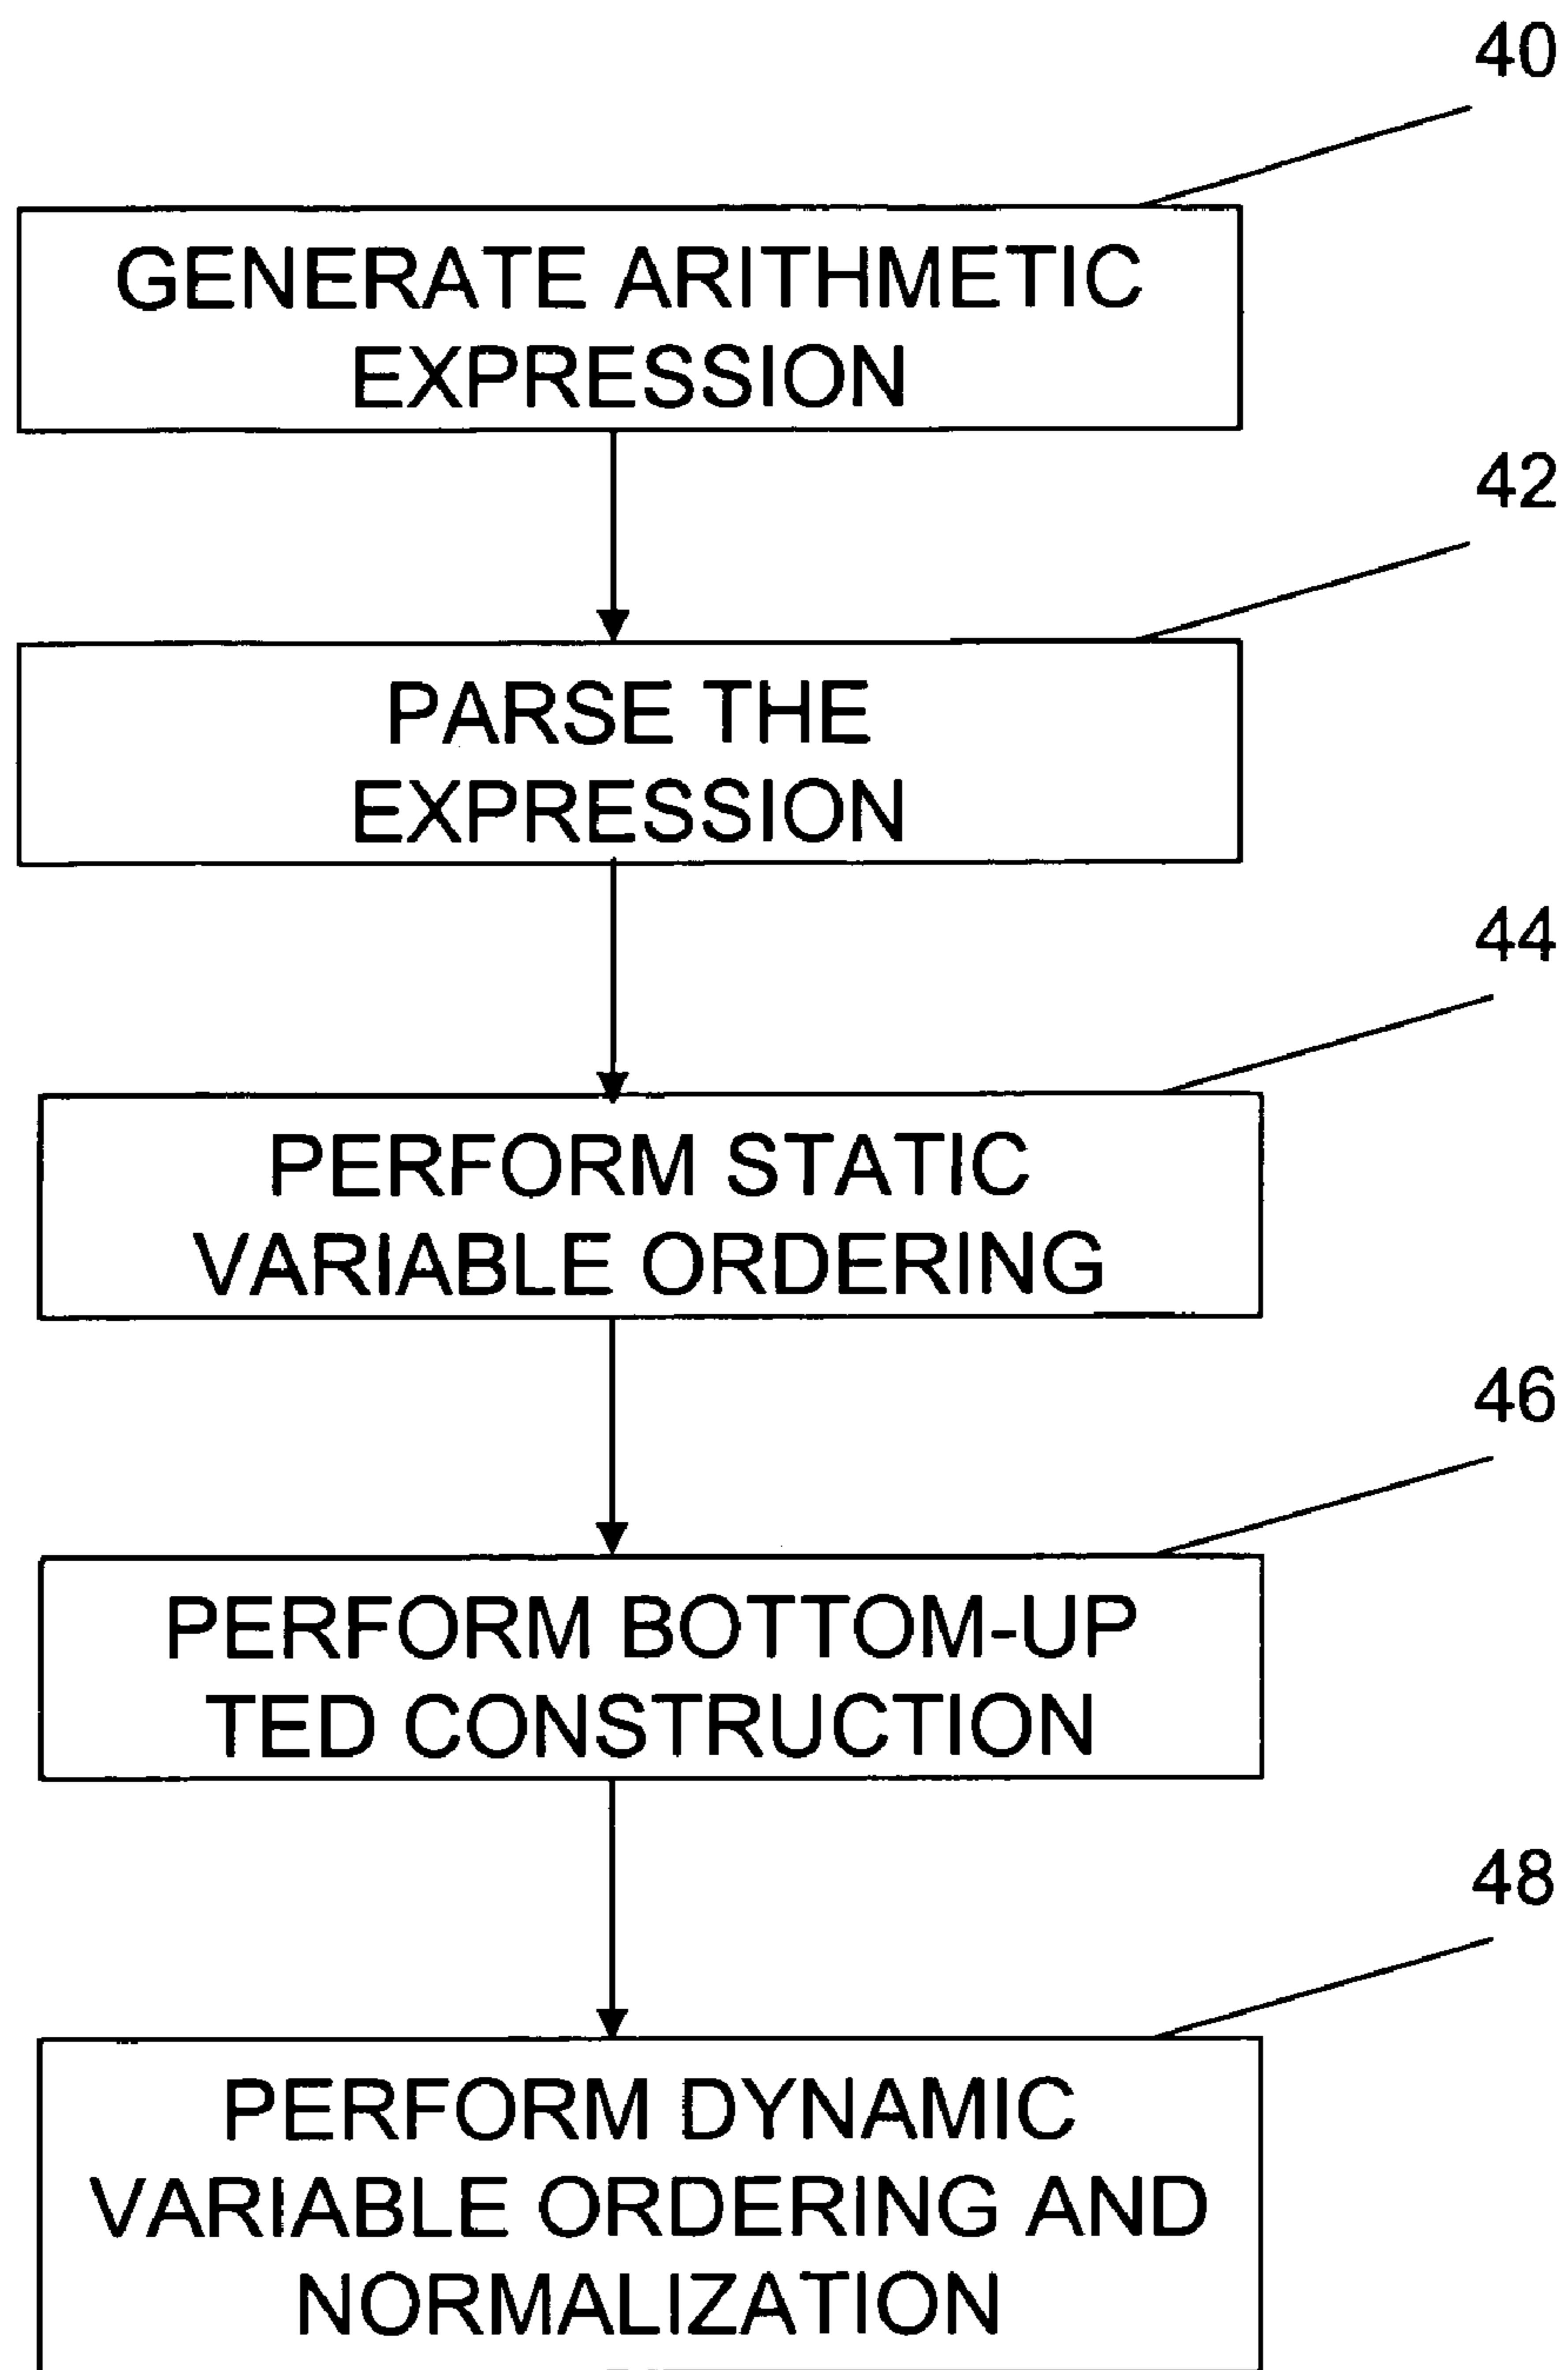 40
GENERATE ARITHMETIC
EXPRESSION
42
PARSE THE
EXPRESSION
44
PERFORM STATIC
VARIABLE ORDERING
46
PERFORM BOTTOM-UP
TED CONSTRUCTION
48
PERFORM DYNAMIC
VARIABLE ORDERING AND
NORMALIZATION